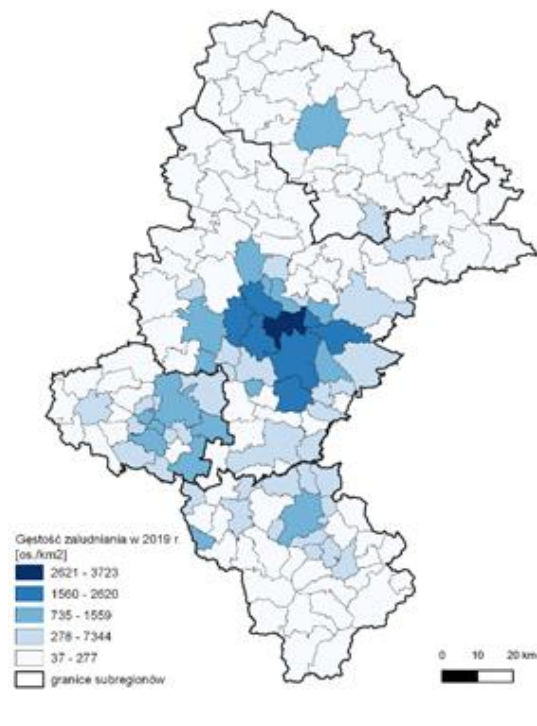 Gęstość zaludniania w 2019 r.
[os./km2]
2621 - 3723
1560 - 2620
735 - 1559
278 - 7344
37 - 277
granice subregionów
0 10 20 km